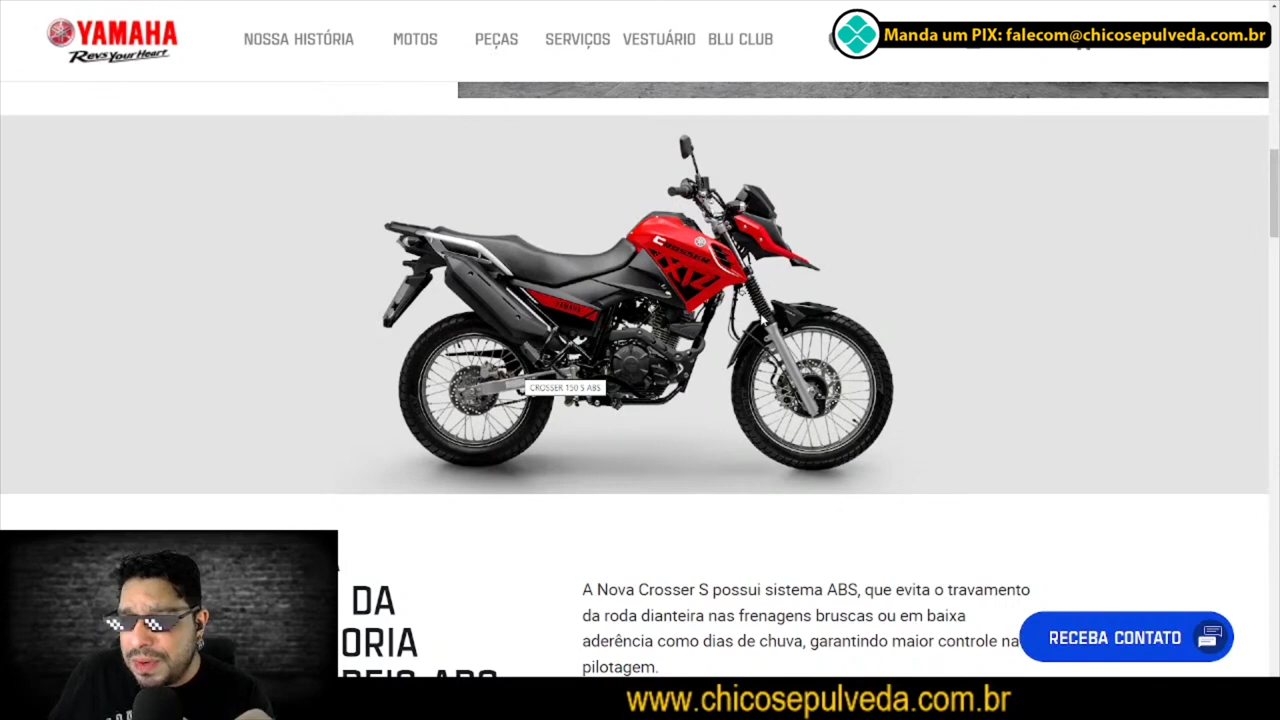 YAMAHA
Revs Your Heart
NOSSA HISTÓRIA MOTOS PEÇAS SERVIÇOS VESTUÁRIO BLU CLUB
Manda um PIX: falecom@chicosepulveda.com.br
CROSSER
XTZ
YAMAHA
CROSSER 150 S ABS
DA
ORIA
A Nova Crosser S possui sistema ABS, que evita o travamento
da roda dianteira nas frenagens bruscas ou em baixa
aderência como dias de chuva, garantindo maior controle na
pilotagem.
RECEBA CONTATO
www.chicosepulveda.com.br